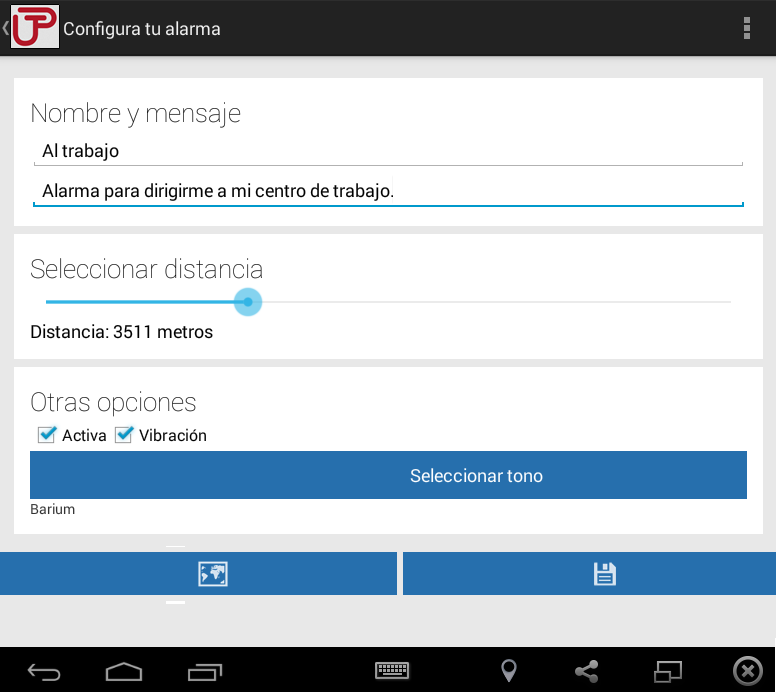 UTP
Configura tu alarma
Nombre y mensaje
Al trabajo
Alarma para dirigirme a mi centro de trabajo.
Seleccionar distancia
Distancia: 3511 metros
Otras opciones
Activa Vibración
Seleccionar tono
Barium